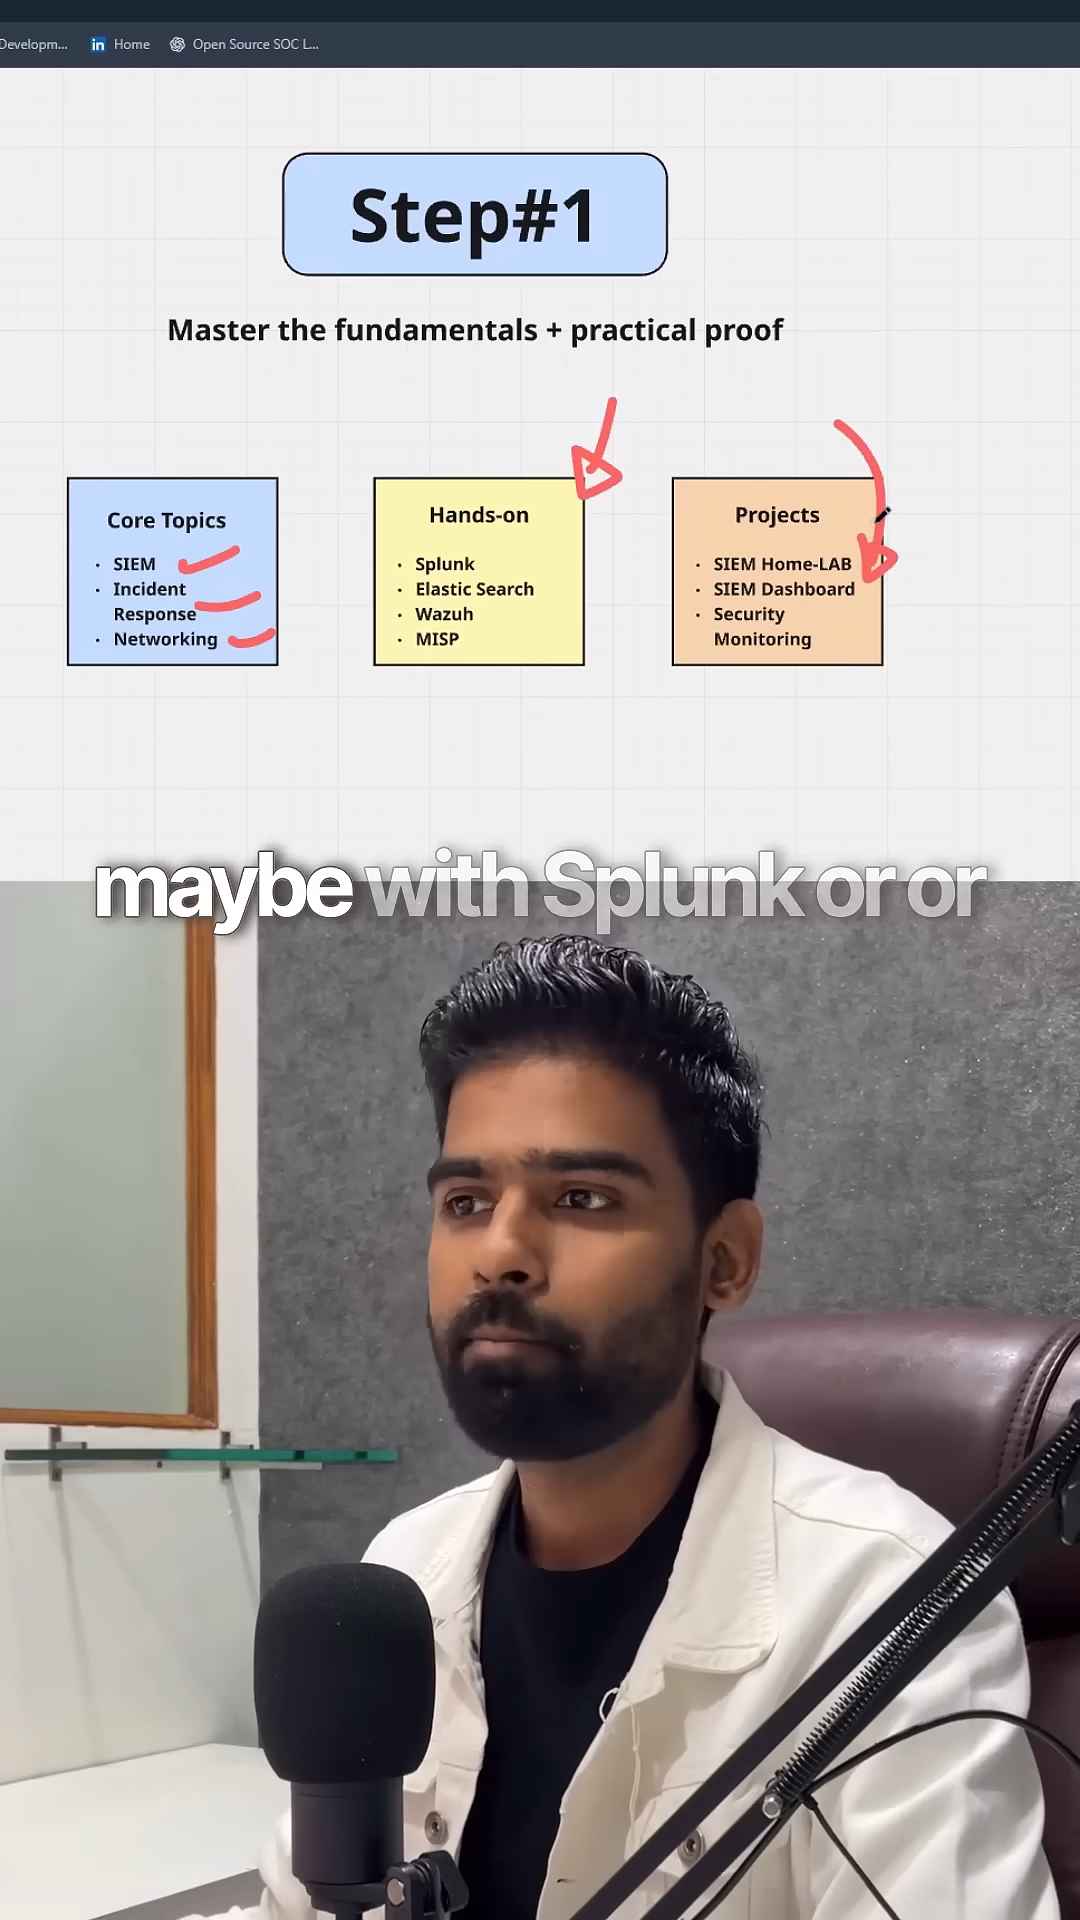 Developm...
Home
Open Source SOC L...
Step#1
Master the fundamentals + practical proof
Core Topics
· SIEM
· Incident
Response
· Networking
Hands-on
· Splunk
· Elastic Search
· Wazuh
· MISP
Projects
· SIEM Home-LAB
· SIEM Dashboard
· Security
Monitoring
maybe with Splunk or or